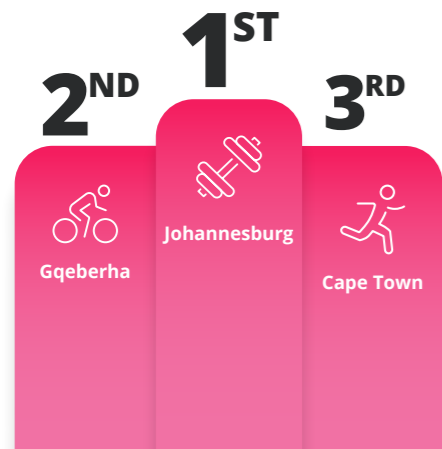 1ST
2ND
3RD
Johannesburg
Gqeberha
Cape Town